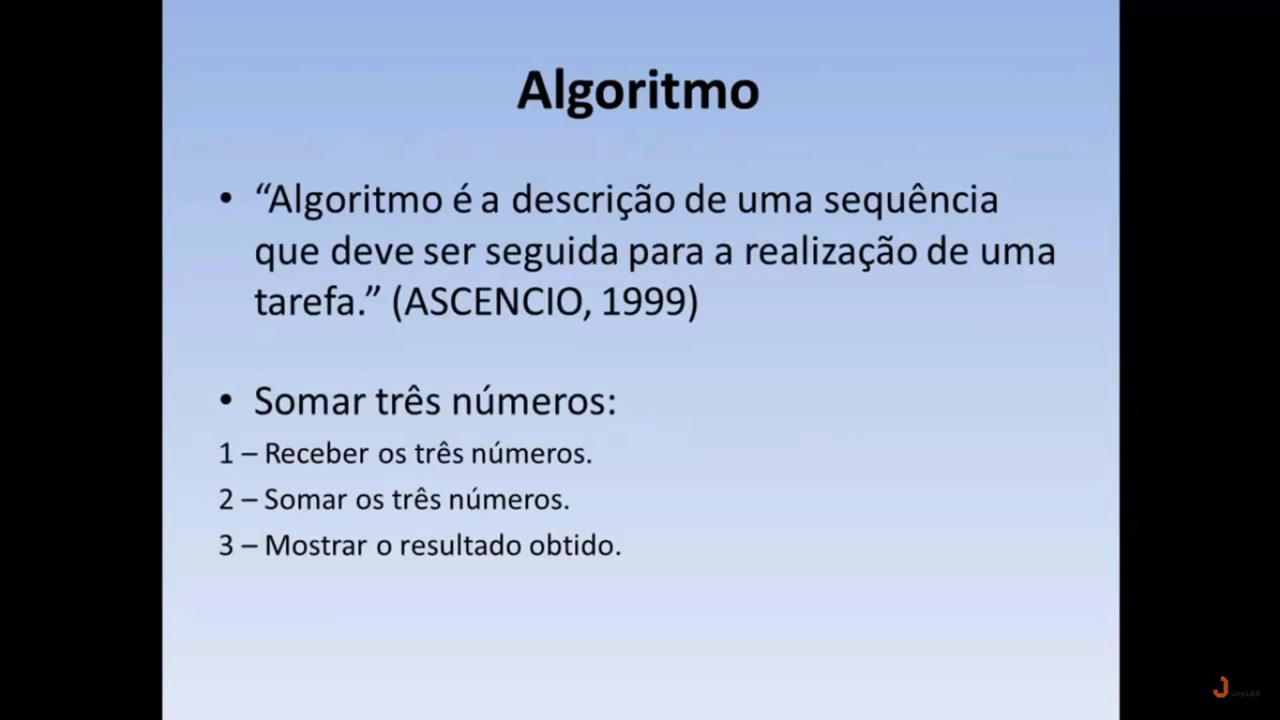 Algoritmo
• “Algoritmo é a descrição de uma sequência
que deve ser seguida para a realização de uma
tarefa.” (ASCENCIO, 1999)
• Somar três números:
1 – Receber os três números.
2 – Somar os três números.
3 – Mostrar o resultado obtido.
JayLAB